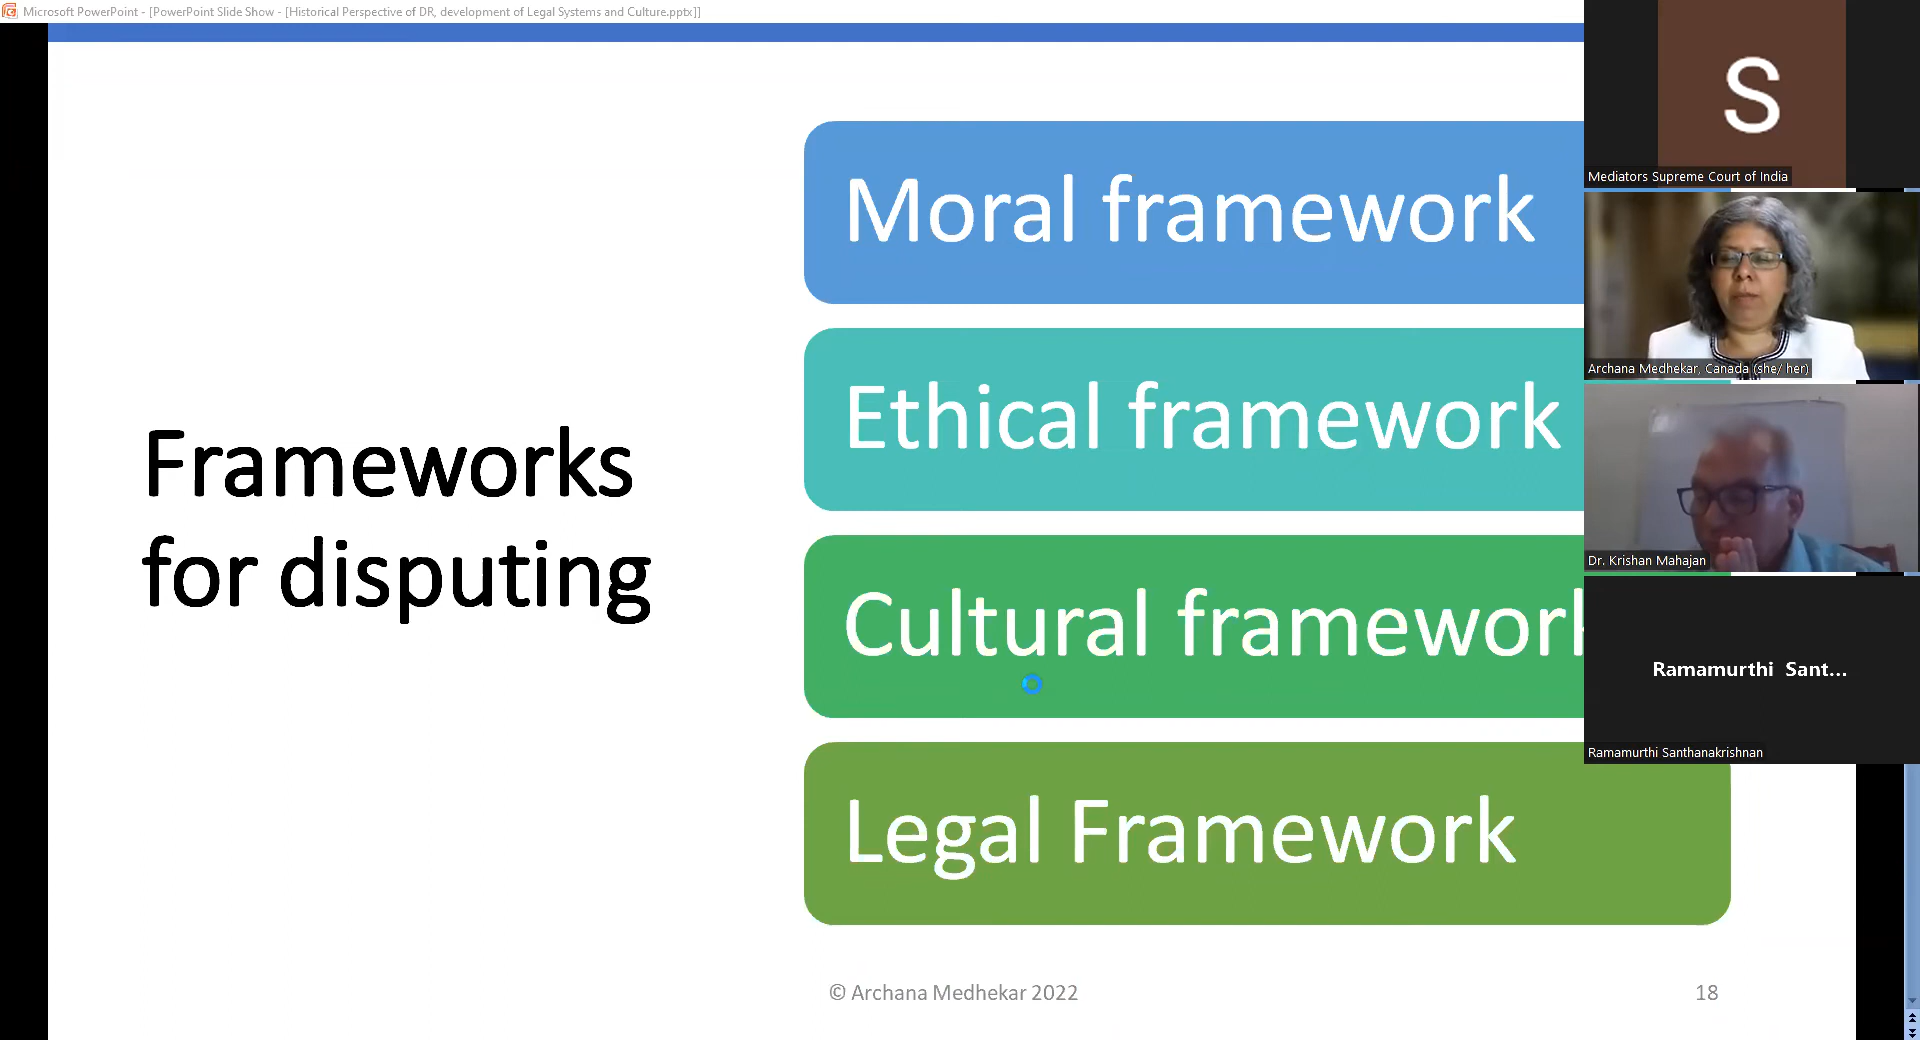 Microsoft PowerPoint - [PowerPoint Slide Show - [Historical Perspective of DR, development of Legal Systems and Culture.pptx]]
Frameworks
for disputing
Moral framework
Ethical framework
Cultural framework
Legal Framework
© Archana Medhekar 2022
18
S
Mediators Supreme Court of India
Archana Medhekar, Canada (she/ her)
Dr. Krishan Mahajan
Ramamurthi Sant...
Ramamurthi Santhanakrishnan